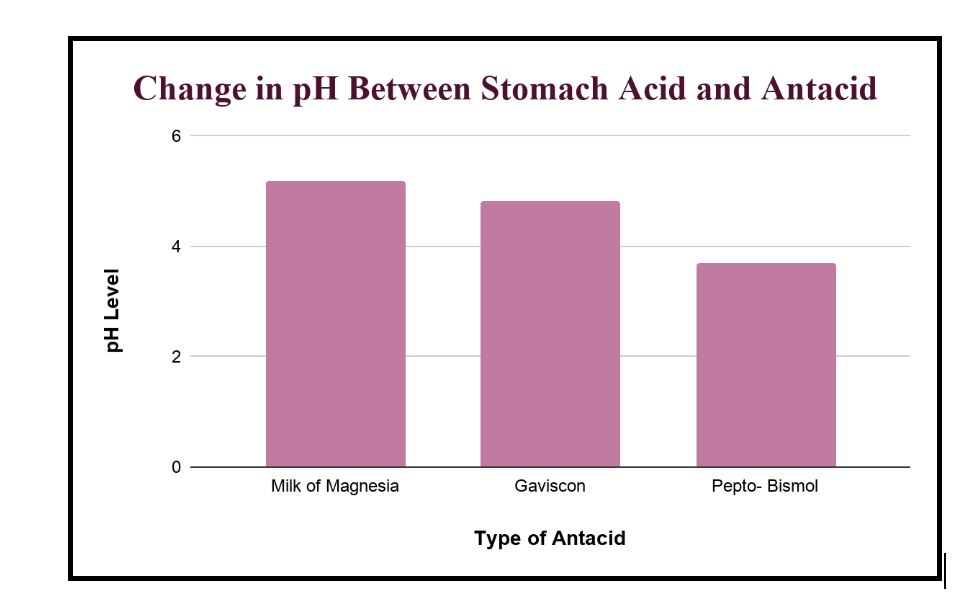 Change in pH Between Stomach Acid and Antacid
6
4
2
0
pH Level
Milk of Magnesia Gaviscon Pepto- Bismol
Type of Antacid